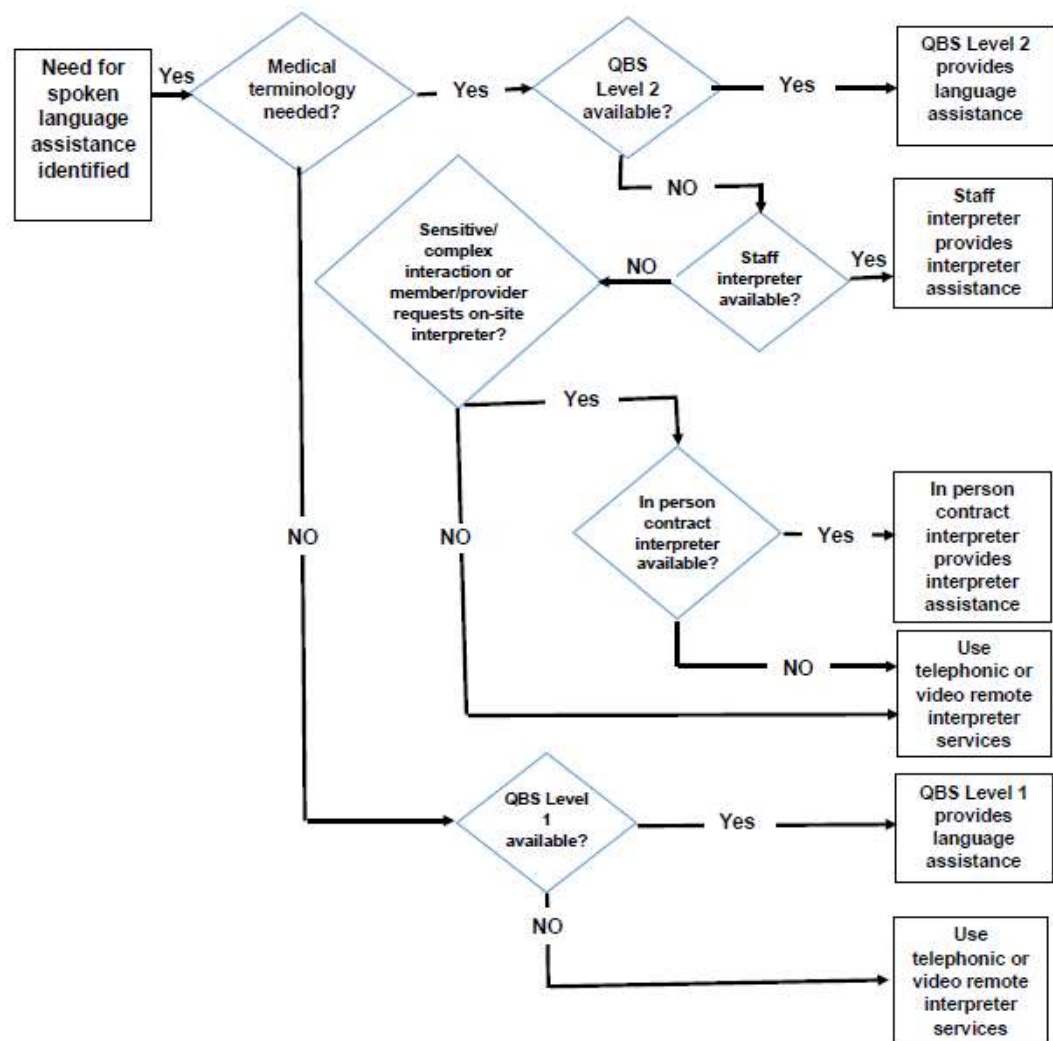 Need for
spoken
language
assistance
identified
Yes
Medical
terminology
needed?
Yes
QBS
Level 2
available?
Yes
QBS Level 2
provides
language
assistance
NO
Staff
interpreter
available?
Yes
Staff
interpreter
provides
interpreter
assistance
NO
Sensitive/
complex
interaction or
member/provider
requests on-site
interpreter?
Yes
In person
contract
interpreter
available?
Yes
In person
contract
interpreter
provides
interpreter
assistance
NO
NO
NO
Use
telephonic or
video remote
interpreter
services
QBS Level
1
available?
Yes
QBS Level 1
provides
language
assistance
NO
Use
telephonic or
video remote
interpreter
services